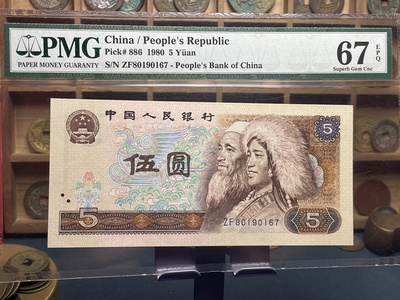 PMG
PAPER MONEY GUARANTY
China / People's Republic
Pick# 886 1980 5 Yüan
S/N ZF80190167 - People's Bank of China
67 EPQ
Superb Gem Unc
中国人民银行
5
伍圆
5
ZF80190167
5